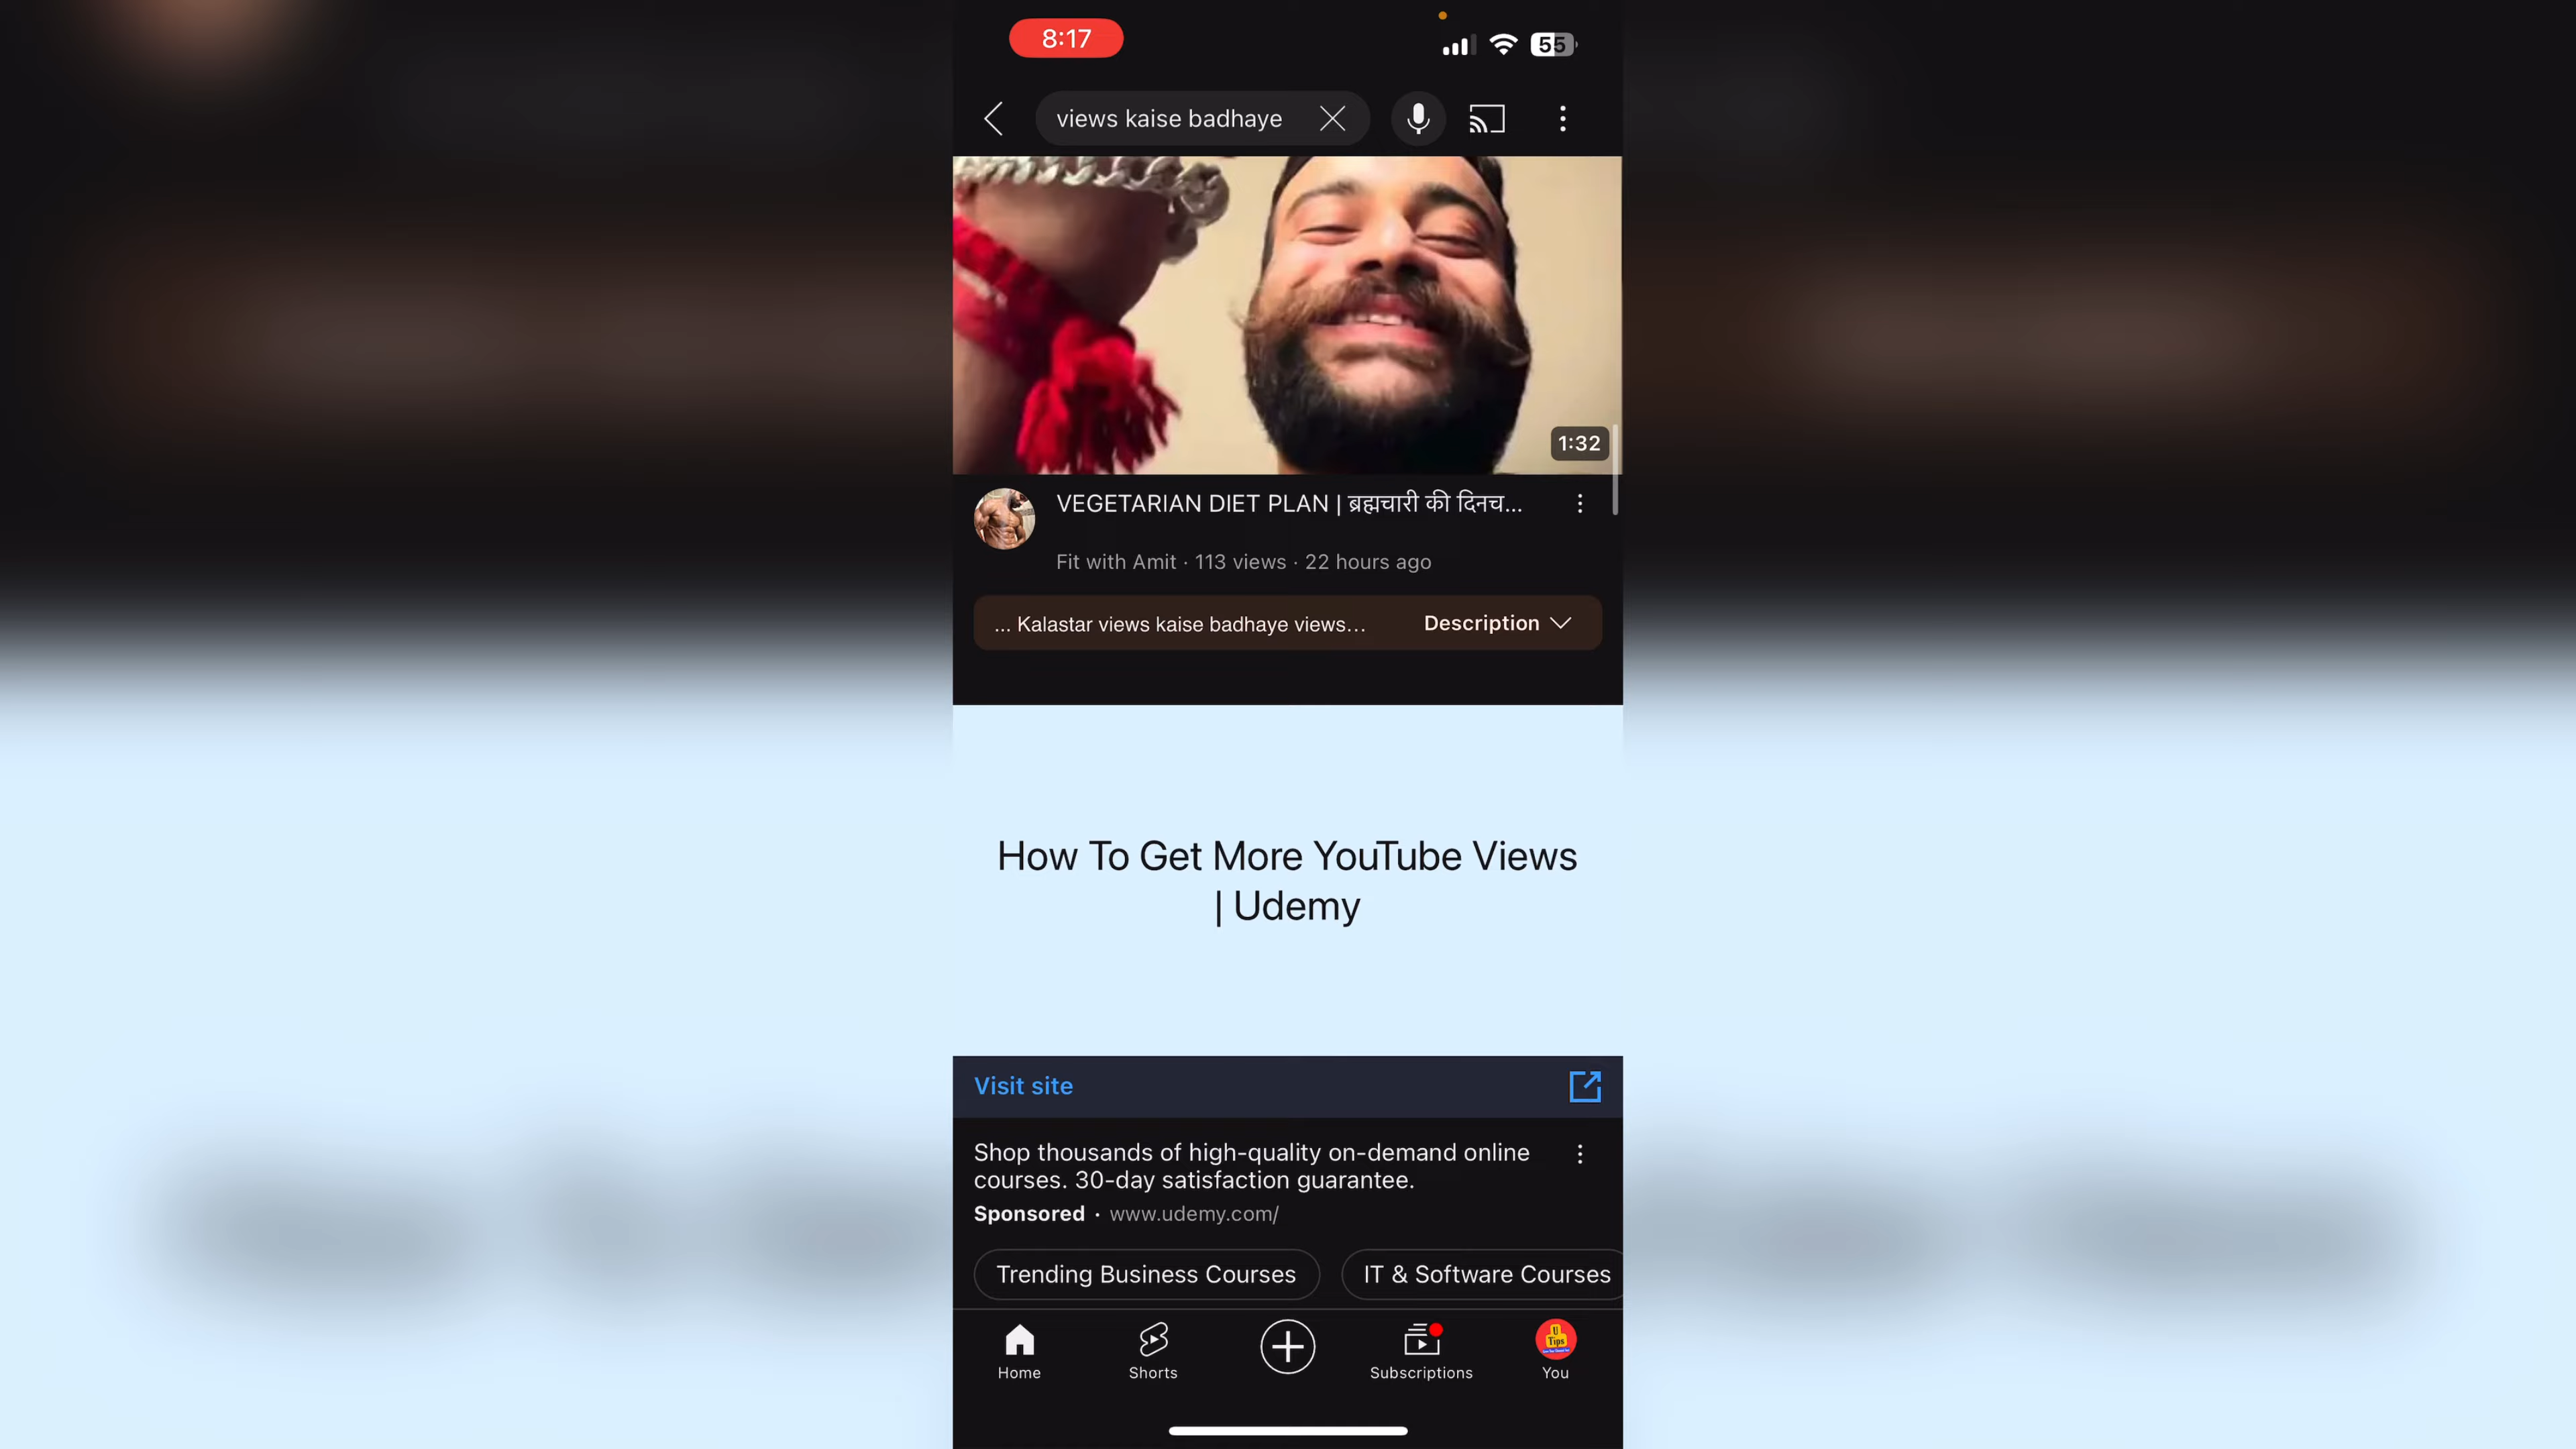 8:17
55
views kaise badhaye
1:32
VEGETARIAN DIET PLAN | ब्रह्मचारी की दिनच...
Fit with Amit · 113 views · 22 hours ago
... Kalastar views kaise badhaye views...
Description
How To Get More YouTube Views
| Udemy
Visit site
Shop thousands of high-quality on-demand online
courses. 30-day satisfaction guarantee.
Sponsored · www.udemy.com/
Trending Business Courses
IT & Software Courses
U
Tips
Home
Shorts
Subscriptions
You